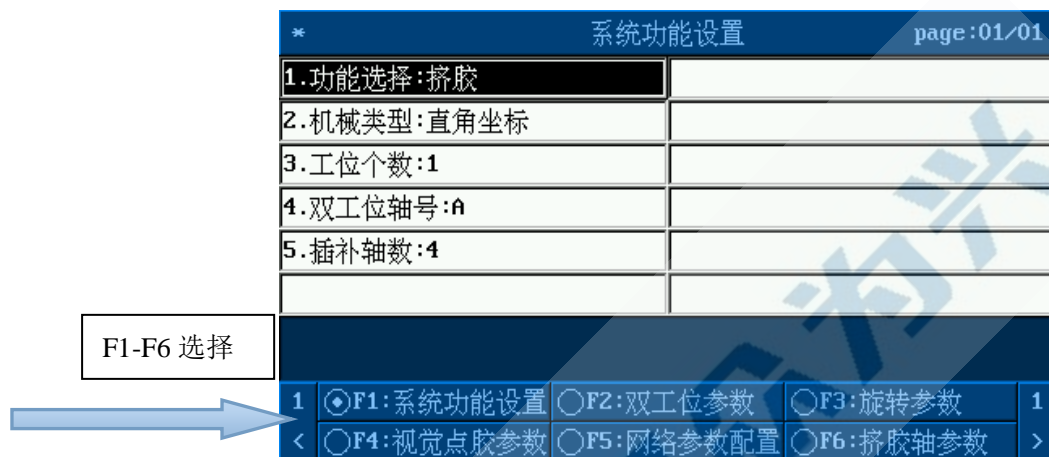 * 系统功能设置 page:01/01
1.功能选择:挤胶
2.机械类型:直角坐标
3.工位个数:1
4.双工位轴号:A
5.插补轴数:4
F1-F6 选择
1 F1:系统功能设置 F2:双工位参数 F3:旋转参数 1
< F4:视觉点胶参数 F5:网络参数配置 F6:挤胶轴参数 >
众为兴